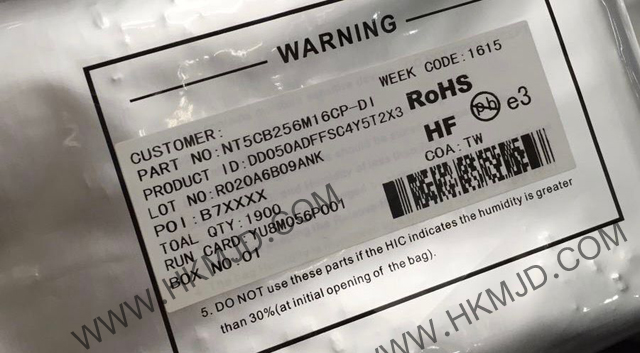 WARNING
CUSTOMER:
WEEK CODE: 1615
PART NO:NT5CB256M16CP-DI
PRODUCT ID:DD050ADFFSC4Y5T2X3
LOT NO:R020A6B09ANK
POI:B7XXXX
TOAL QTY:1900
RUN CARD:YU8M056P001
BOX NO:01
RoHS
HF
Pb e3
COA:TW
5. DO NOT use these parts if the HIC indicates the humidity is greater
than 30%(at initial opening of the bag).
WWW.HKMJD.COM
WWW.HKMJD.COM